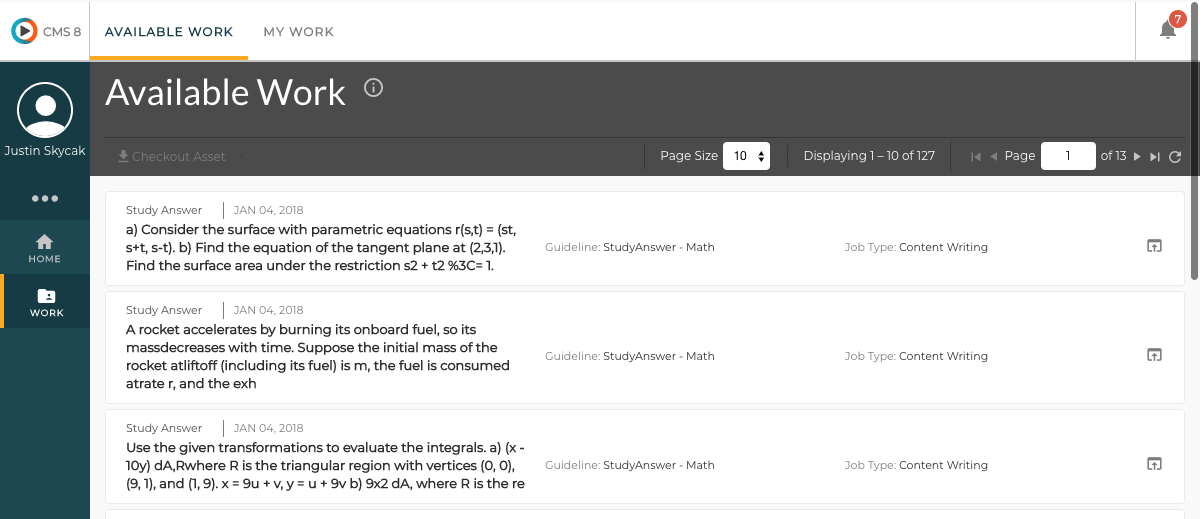 CMS 8
AVAILABLE WORK
MY WORK
7
Justin Skycak
HOME
WORK
Available Work
Checkout Asset
Page Size
10
Displaying 1 – 10 of 127
Page
1
of 13
Study Answer
JAN 04, 2018
a) Consider the surface with parametric equations r(s,t) = (st,
s+t, s-t). b) Find the equation of the tangent plane at (2,3,1).
Find the surface area under the restriction s2 + t2 %3C= 1.
Guideline: StudyAnswer - Math
Job Type: Content Writing
Study Answer
JAN 04, 2018
A rocket accelerates by burning its onboard fuel, so its
massdecreases with time. Suppose the initial mass of the
rocket atliftoff (including its fuel) is m, the fuel is consumed
atrate r, and the exh
Guideline: StudyAnswer - Math
Job Type: Content Writing
Study Answer
JAN 04, 2018
Use the given transformations to evaluate the integrals. a) (x -
10y) dA,Rwhere R is the triangular region with vertices (0, 0),
(9, 1), and (1, 9). x = 9u + v, y = u + 9v b) 9x2 dA, where R is the re
Guideline: StudyAnswer - Math
Job Type: Content Writing